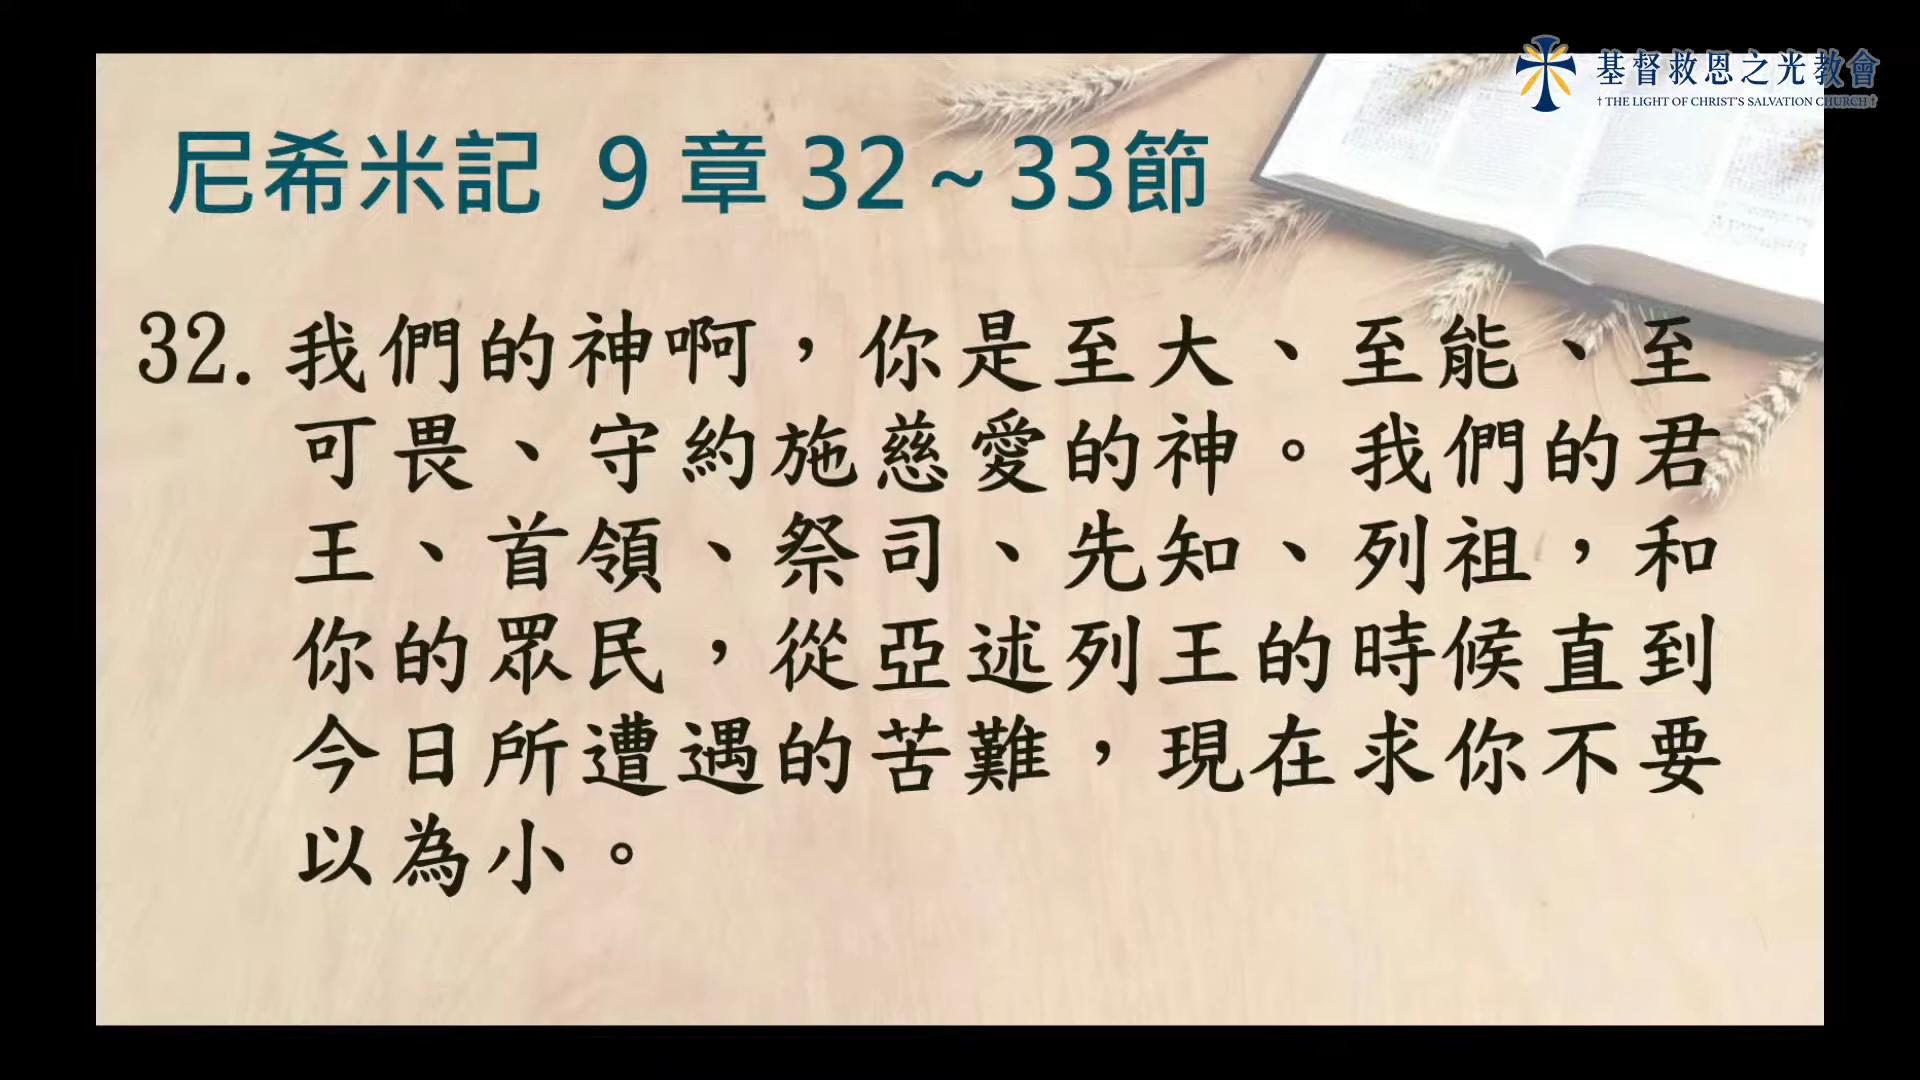 基督救恩之光教會
†THE LIGHT OF CHRIST'S SALVATION CHURCH†
尼希米記 9 章 32~33節
32. 我們的神啊，你是至大、至能、至
可畏、守約施慈愛的神。我們的君
王、首領、祭司、先知、列祖，和
你的眾民，從亞述列王的時候直到
今日所遭遇的苦難，現在求你不要
以為小。